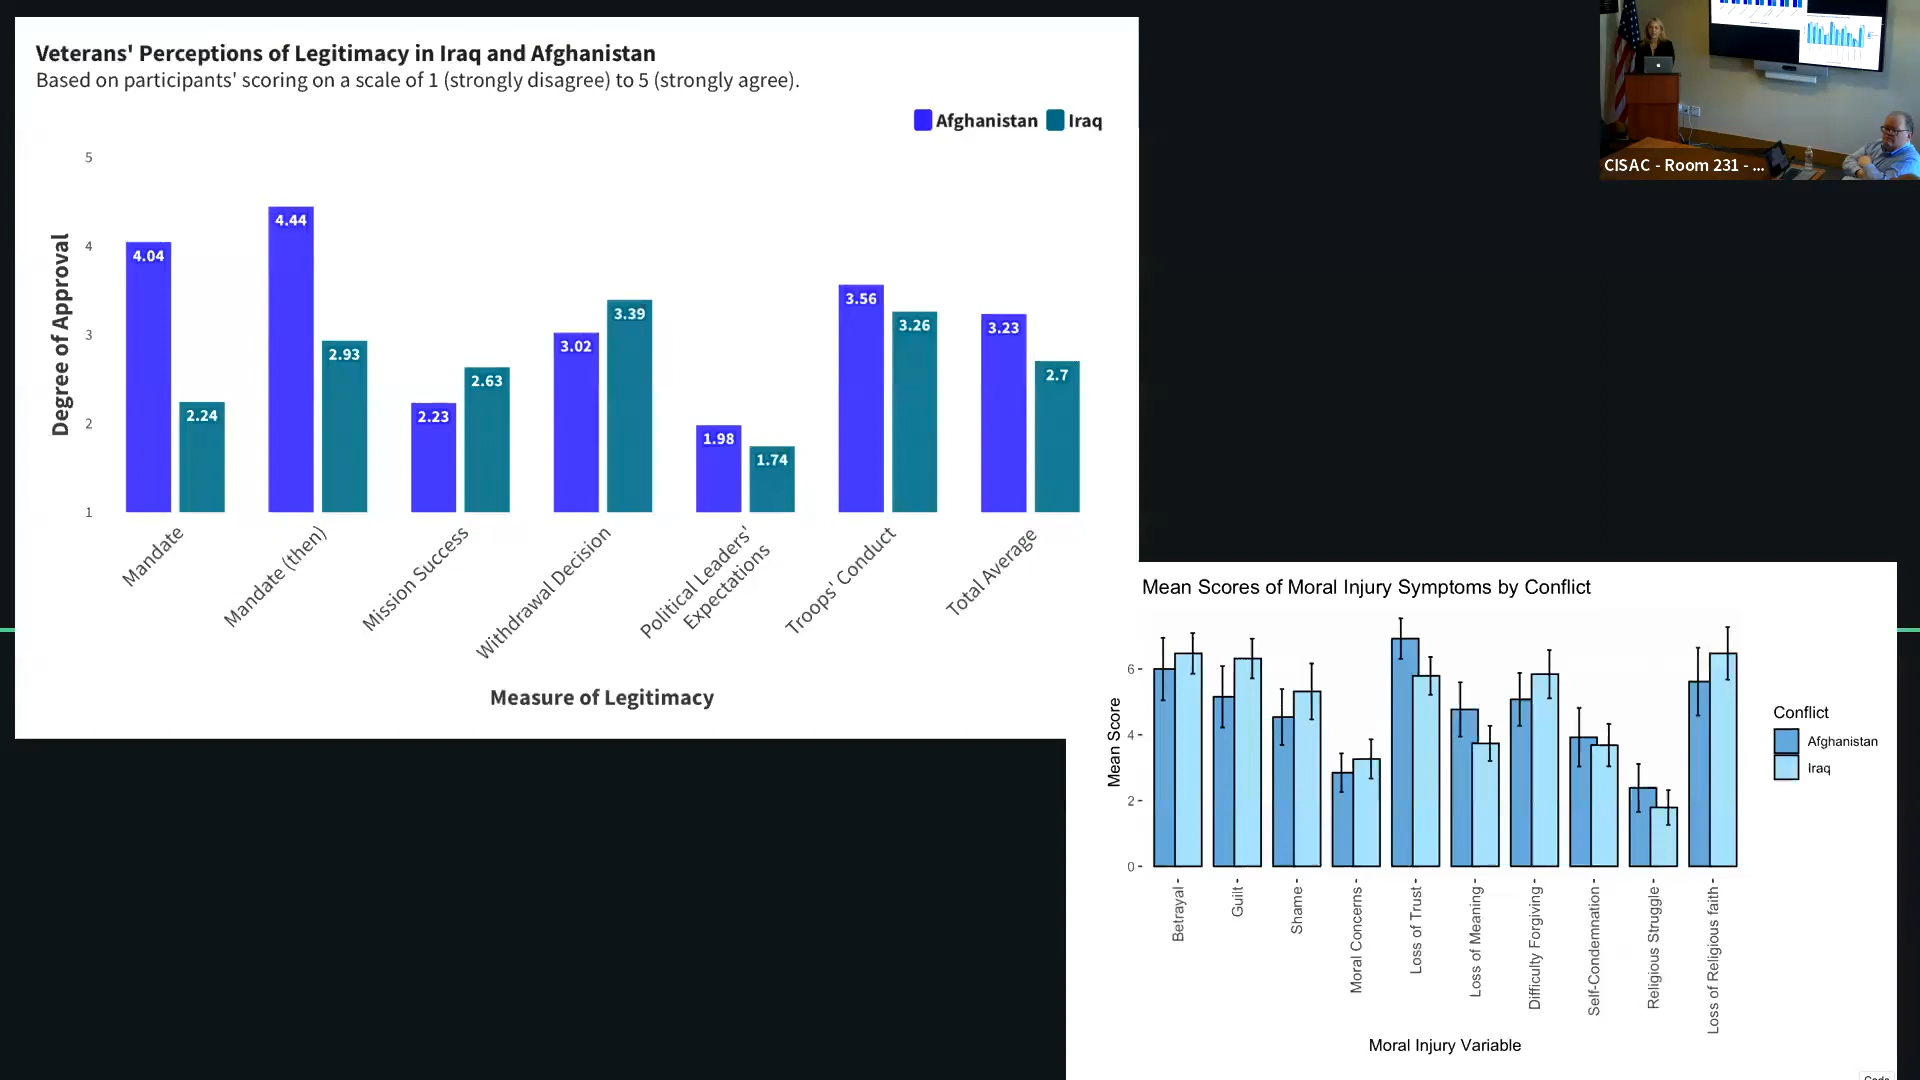 Veterans' Perceptions of Legitimacy in Iraq and Afghanistan
Based on participants' scoring on a scale of 1 (strongly disagree) to 5 (strongly agree).
Afghanistan Iraq
5
4
3
2
1
Degree of Approval
4.04
2.24
4.44
2.93
2.23
2.63
3.02
3.39
1.98
1.74
3.56
3.26
3.23
2.7
Mandate
Mandate (then)
Mission Success
Withdrawal Decision
Political Leaders'
Expectations
Troops' Conduct
Total Average
Measure of Legitimacy
CISAC - Room 231 - ...
Mean Scores of Moral Injury Symptoms by Conflict
6
4
2
0
Mean Score
Betrayal
Guilt
Shame
Moral Concerns
Loss of Trust
Loss of Meaning
Difficulty Forgiving
Self-Condemnation
Religious Struggle
Loss of Religious faith
Moral Injury Variable
Conflict
Afghanistan
Iraq